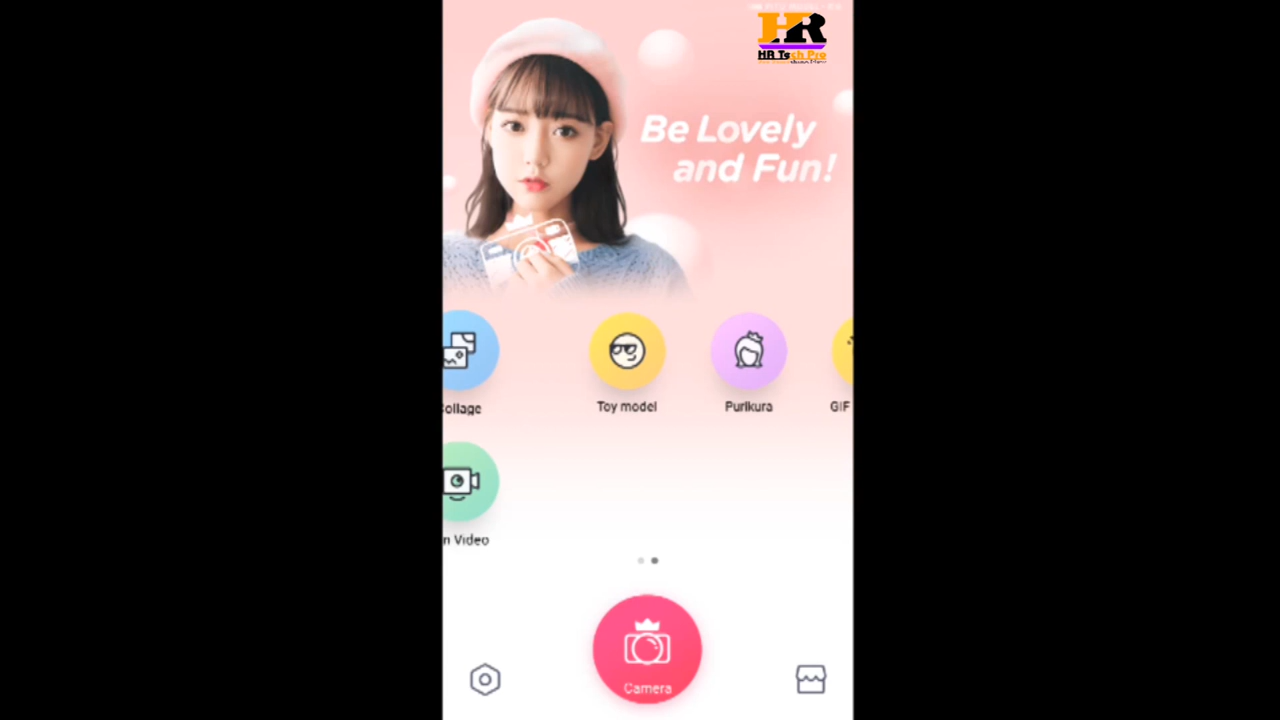 HR
HR Tech Pro
Be Lovely
and Fun!
ollage
Toy model
Purikura
GIF
n Video
Camera